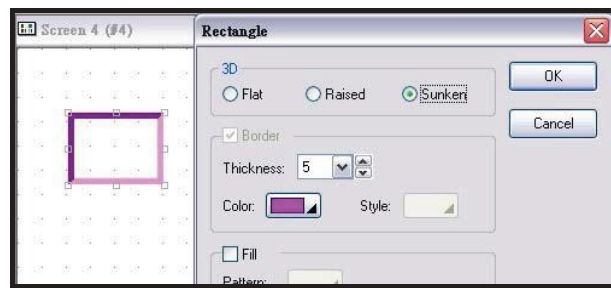 Screen 4 (#4)
Rectangle
3D
Flat Raised Sunken
OK
Cancel
Border
Thickness: 5
Color: Style:
Fill
Pattern: